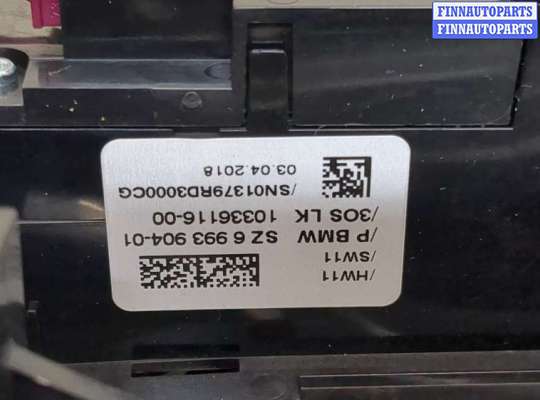 FINNAUTOPARTS
FINNAUTOPARTS
/HW11
/SW11
/P BMW SZ 6 993 904-01
/3OS LK 10336116-00
/SN01379RD3000CG
03.04.2018